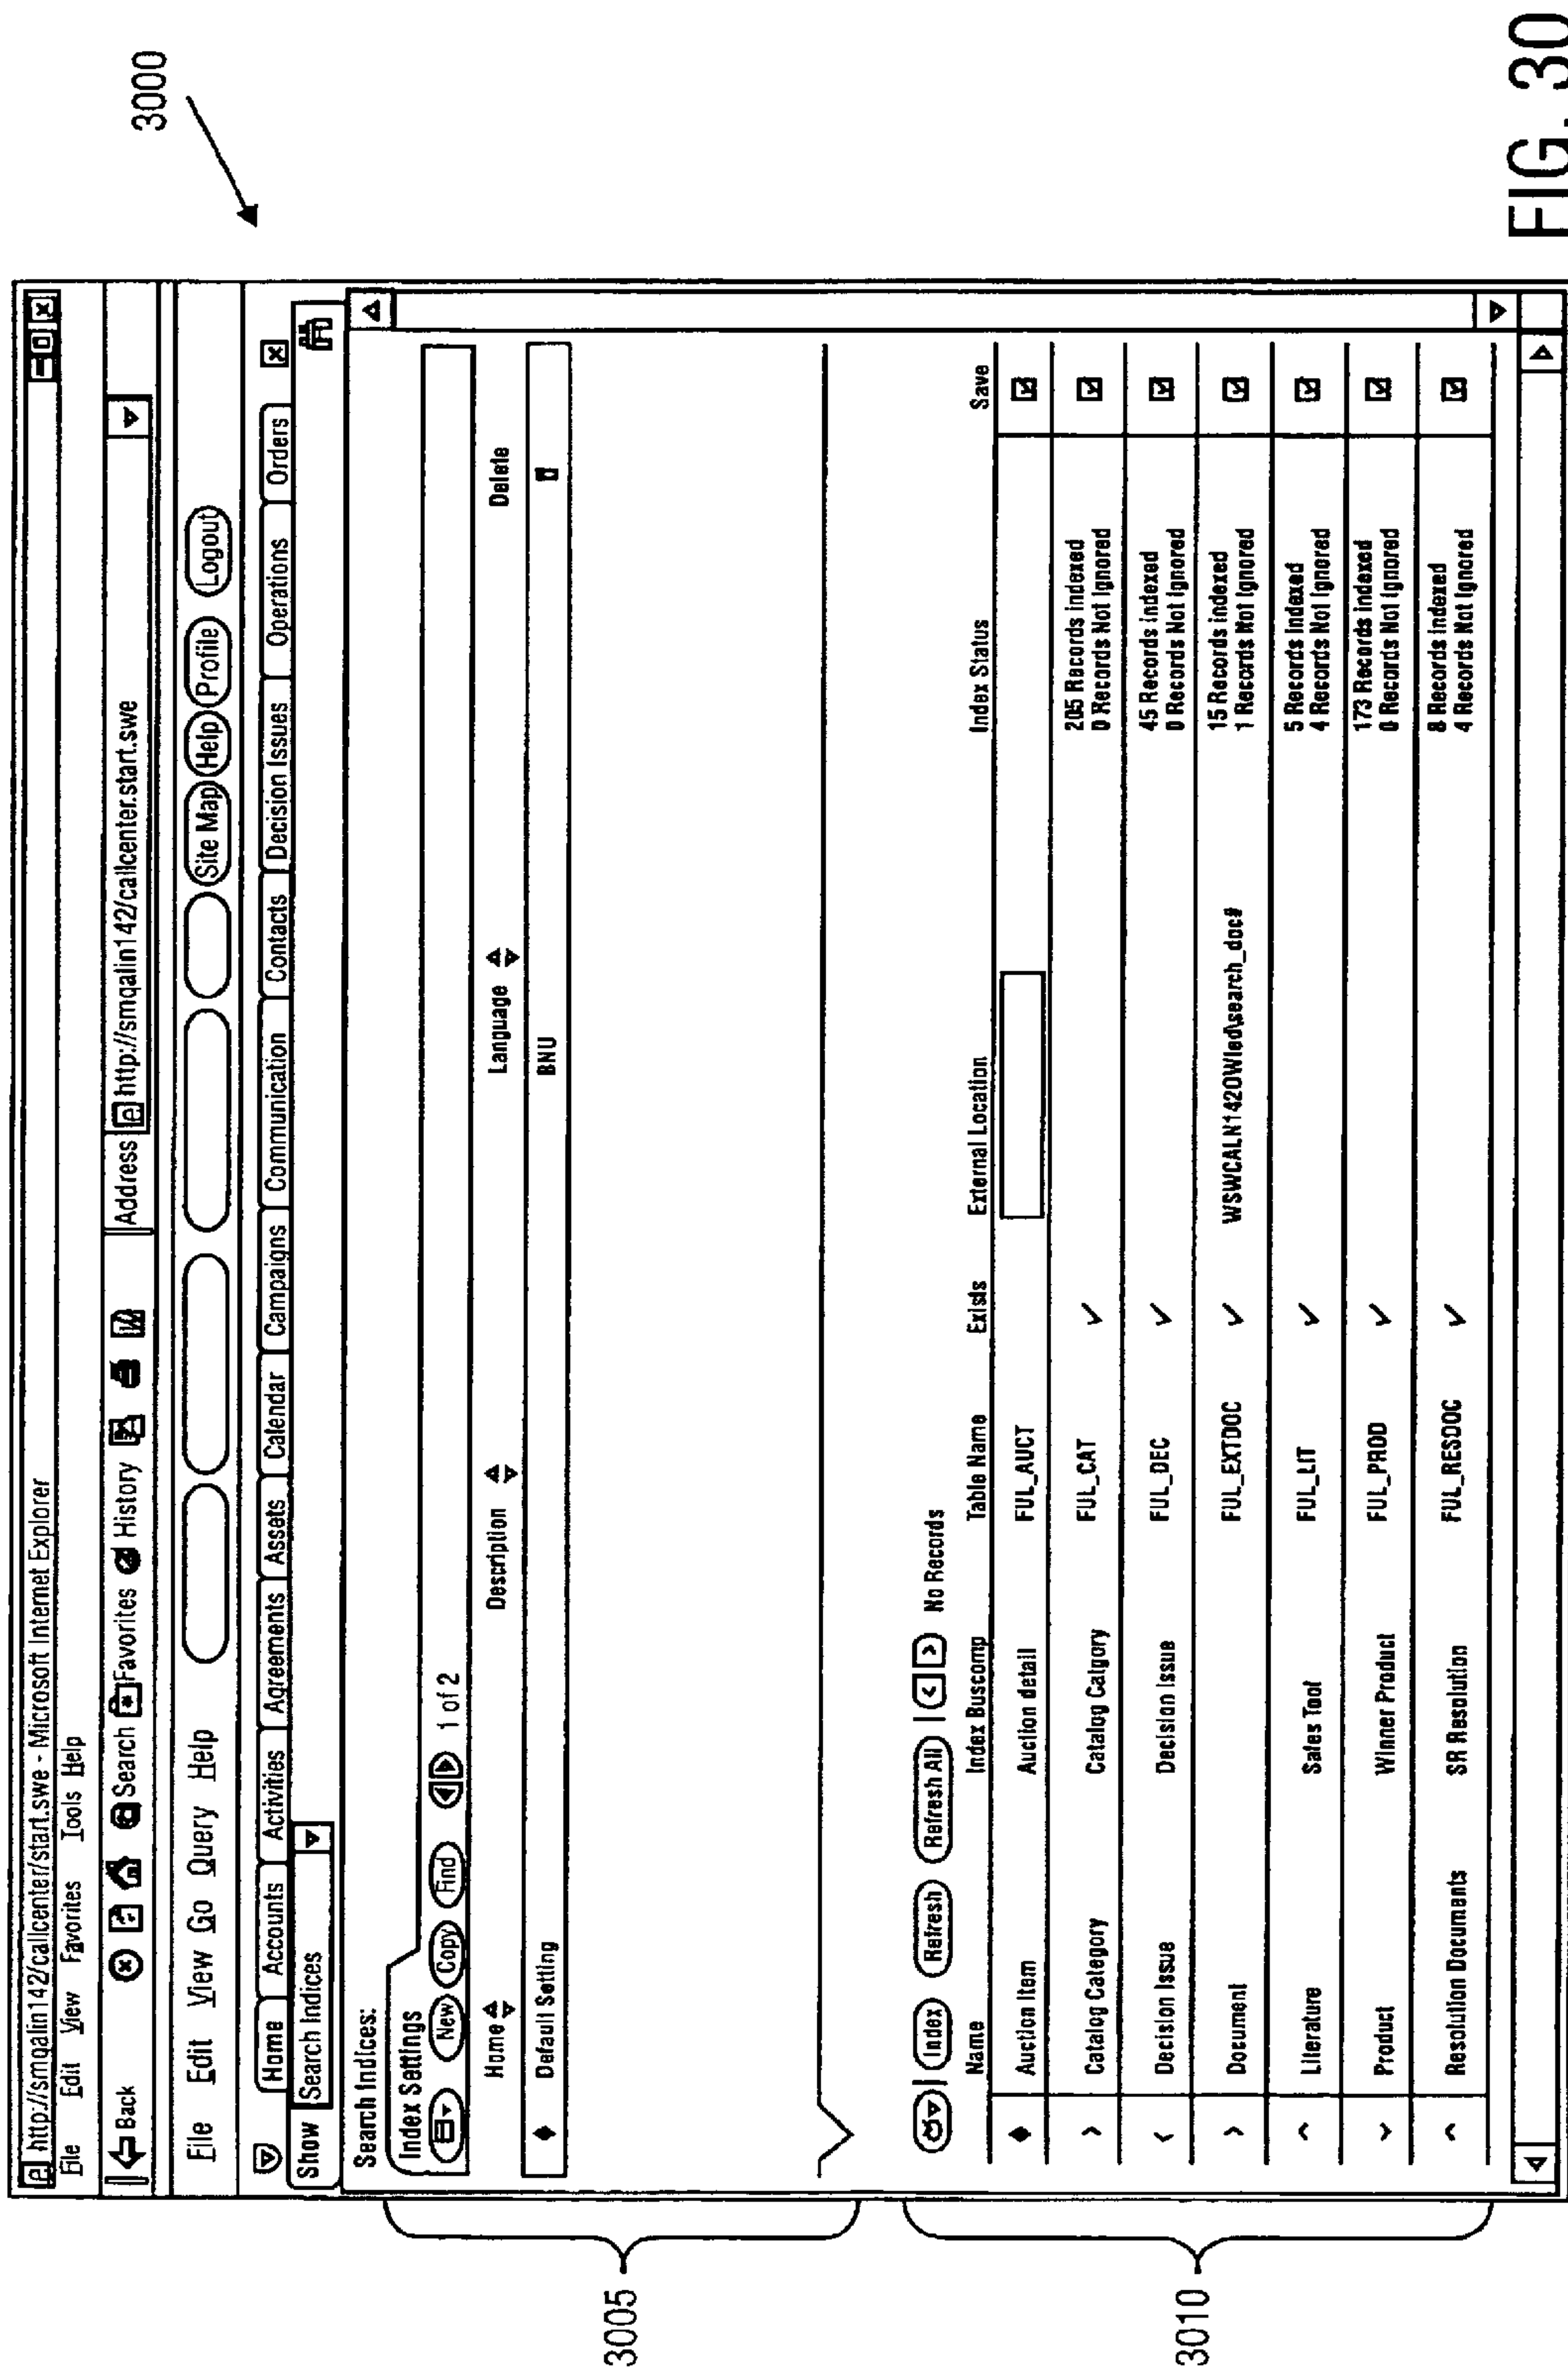 3000
http://smqalin142/callcenter/start.swe - Microsoft Internet Explorer
File Edit View Favorites Tools Help
Back Search Favorites History Address http://smqalin142/callcenter.start.swe
File Edit View Go Query Help Site Map Help Profile Logout
Home Accounts Activities Agreements Assets Calendar Campaigns Communication Contacts Decision Issues Operations Orders
Show Search Indices
Search Indices:
Index Settings
New Copy Find 1 of 2
Home Description Language Delete
Default Setting BNU
3005
Index Refresh Refresh All No Records
Name Index Buscomp Table Name Exists External Location Index Status Save
Auction Item Auction detail FUL_AUCT
Catalog Category Catalog Catgory FUL_CAT 205 Records indexed
0 Records Not Ignored
Decision Issue Decision Issue FUL_DEC 45 Records indexed
0 Records Not Ignored
Document FUL_EXTDOC WSWCALN142OWled\search_doc# 15 Records indexed
1 Records Not Ignored
Literature Sales Tool FUL_LIT 5 Records indexed
4 Records Not Ignored
Product Winner Product FUL_PROD 173 Records indexed
0 Records Not Ignored
Resolution Documents SR Resolution FUL_RESDOC 8 Records indexed
4 Records Not Ignored
3010
FIG. 30